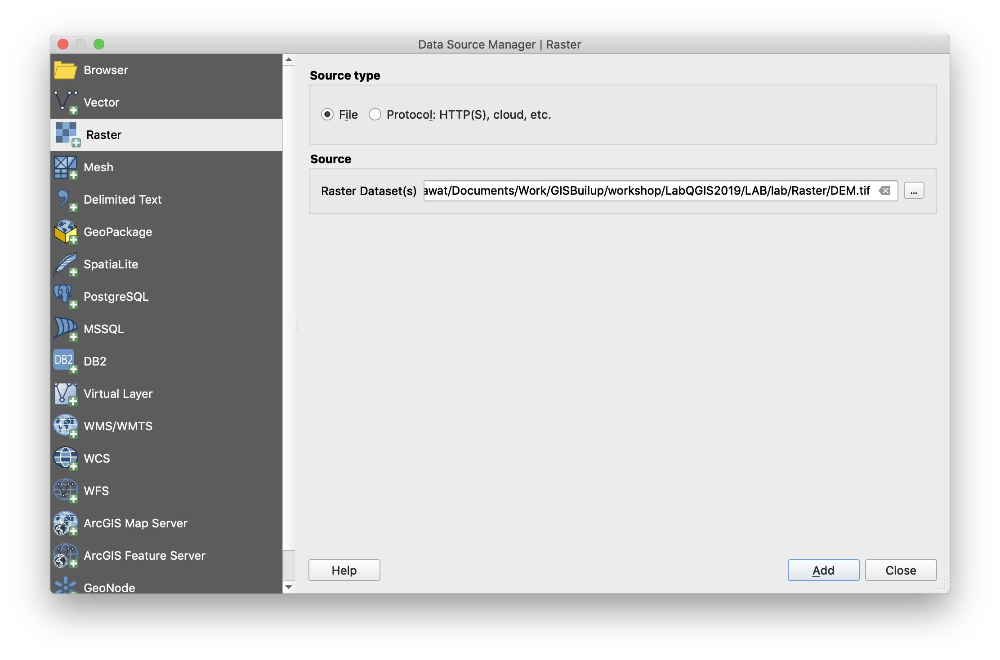 Data Source Manager | Raster
Browser
Vector
Raster
Mesh
Delimited Text
GeoPackage
SpatiaLite
PostgreSQL
MSSQL
DB2
DB2
Virtual Layer
WMS/WMTS
WCS
WFS
ArcGIS Map Server
ArcGIS Feature Server
GeoNode
Source type
File
Protocol: HTTP(S), cloud, etc.
Source
Raster Dataset(s) awat/Documents/Work/GISBuilup/workshop/LabQGIS2019/LAB/lab/Raster/DEM.tif ...
Help
Add
Close